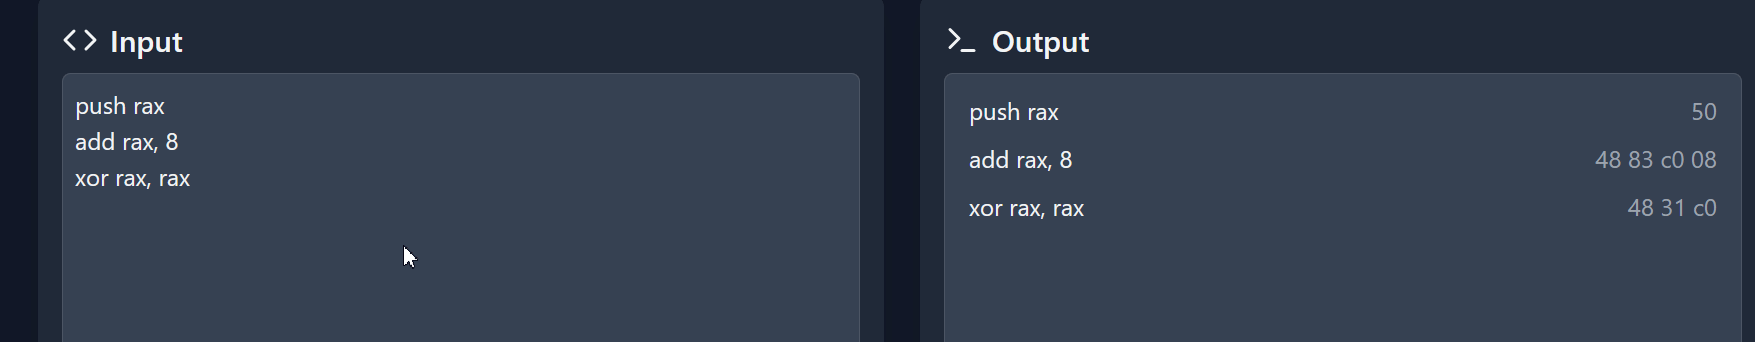 Input
push rax
add rax, 8
xor rax, rax
Output
push rax 50
add rax, 8 48 83 c0 08
xor rax, rax 48 31 c0